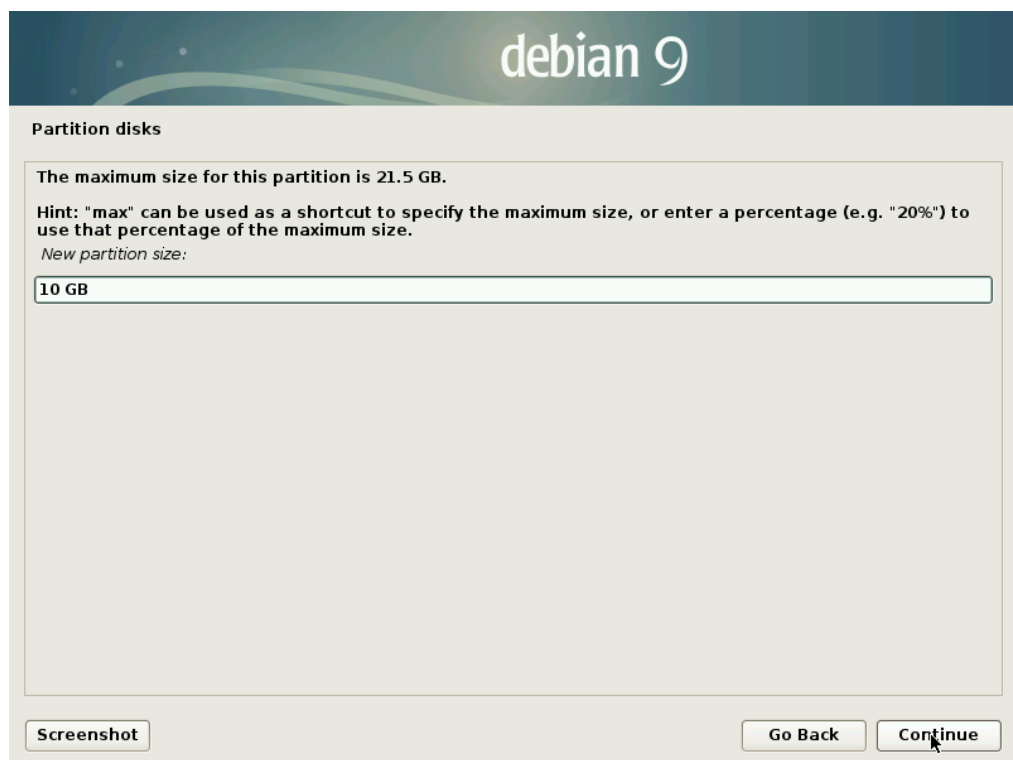 debian 9
Partition disks
The maximum size for this partition is 21.5 GB.
Hint: "max" can be used as a shortcut to specify the maximum size, or enter a percentage (e.g. "20%") to
use that percentage of the maximum size.
New partition size:
10 GB
Screenshot
Go Back
Continue